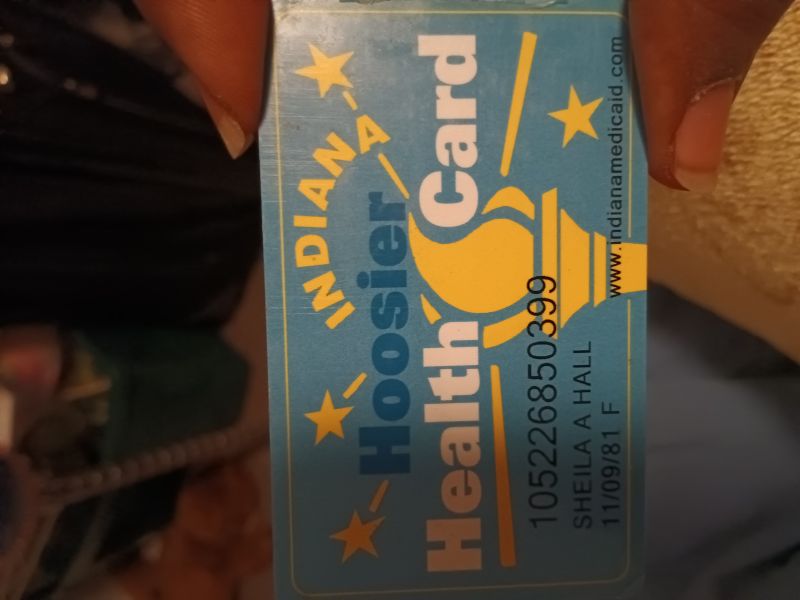 INDIANA
Hoosier
Health Card
105226850399
SHEILA A HALL
11/09/81 F
www.indianamedicaid.com